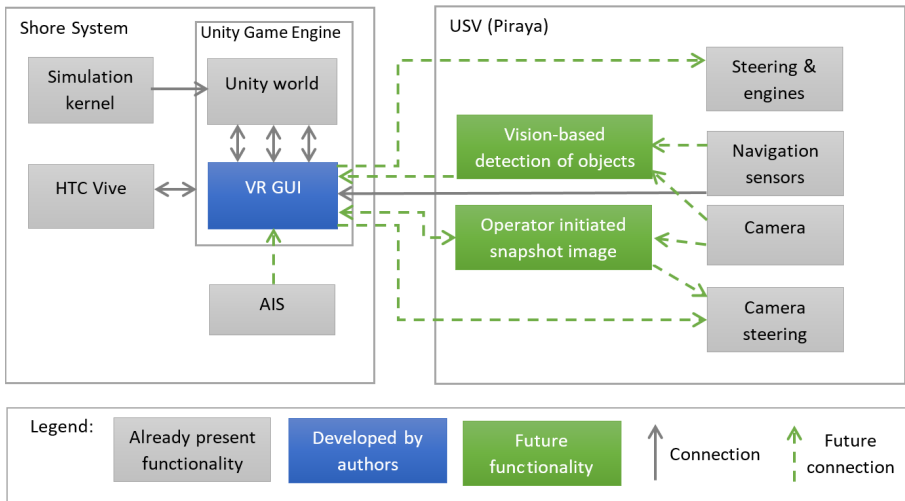 Shore System
Unity Game Engine
Simulation
kernel
Unity world
HTC Vive
VR GUI
AIS
USV (Piraya)
Steering &
engines
Vision-based
detection of objects
Navigation
sensors
Operator initiated
snapshot image
Camera
Camera
steering
Legend:
Already present
functionality
Developed by
authors
Future
functionality
Connection
Future
connection